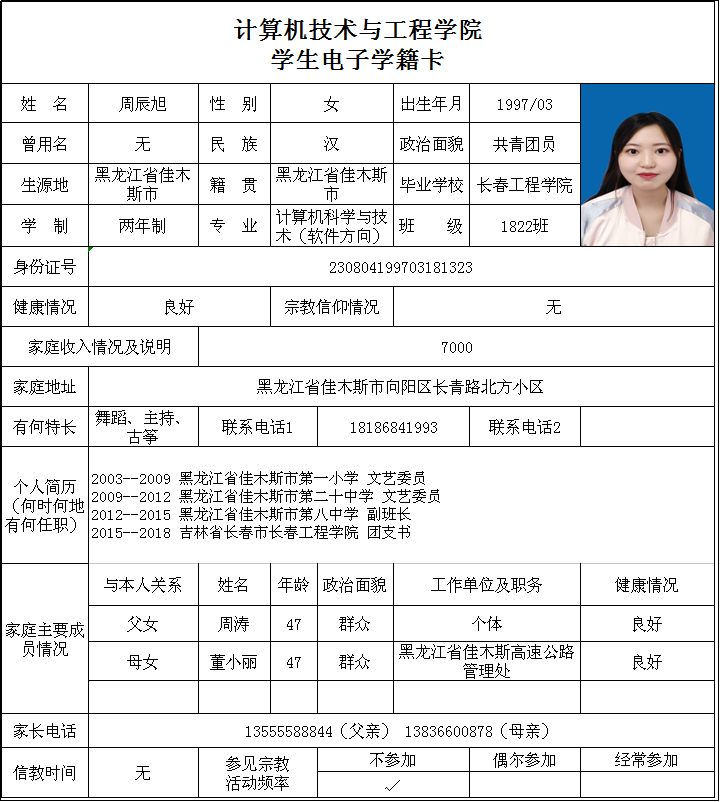 计算机技术与工程学院
学生电子学籍卡
姓 名 周辰旭 性 别 女 出生年月 1997/03
曾用名 无 民 族 汉 政治面貌 共青团员
生源地 黑龙江省佳木斯市 籍 贯 黑龙江省佳木斯市 毕业学校 长春工程学院
学 制 两年制 专 业 计算机科学与技术（软件方向） 班 级 1822班
身份证号 230804199703181323
健康情况 良好 宗教信仰情况 无
家庭收入情况及说明 7000
家庭地址 黑龙江省佳木斯市向阳区长青路北方小区
有何特长 舞蹈、主持、古筝 联系电话1 18186841993 联系电话2
个人简历（何时何地有何任职）
2003--2009 黑龙江省佳木斯市第一小学 文艺委员
2009--2012 黑龙江省佳木斯市第二十中学 文艺委员
2012--2015 黑龙江省佳木斯市第八中学 副班长
2015--2018 吉林省长春市长春工程学院 团支书
家庭主要成员情况
与本人关系 姓名 年龄 政治面貌 工作单位及职务 健康情况
父女 周涛 47 群众 个体 良好
母女 董小丽 47 群众 黑龙江省佳木斯高速公路管理处 良好
家长电话 13555588844（父亲） 13836600878（母亲）
信教时间 无 参见宗教活动频率 不参加 偶尔参加 经常参加
✓